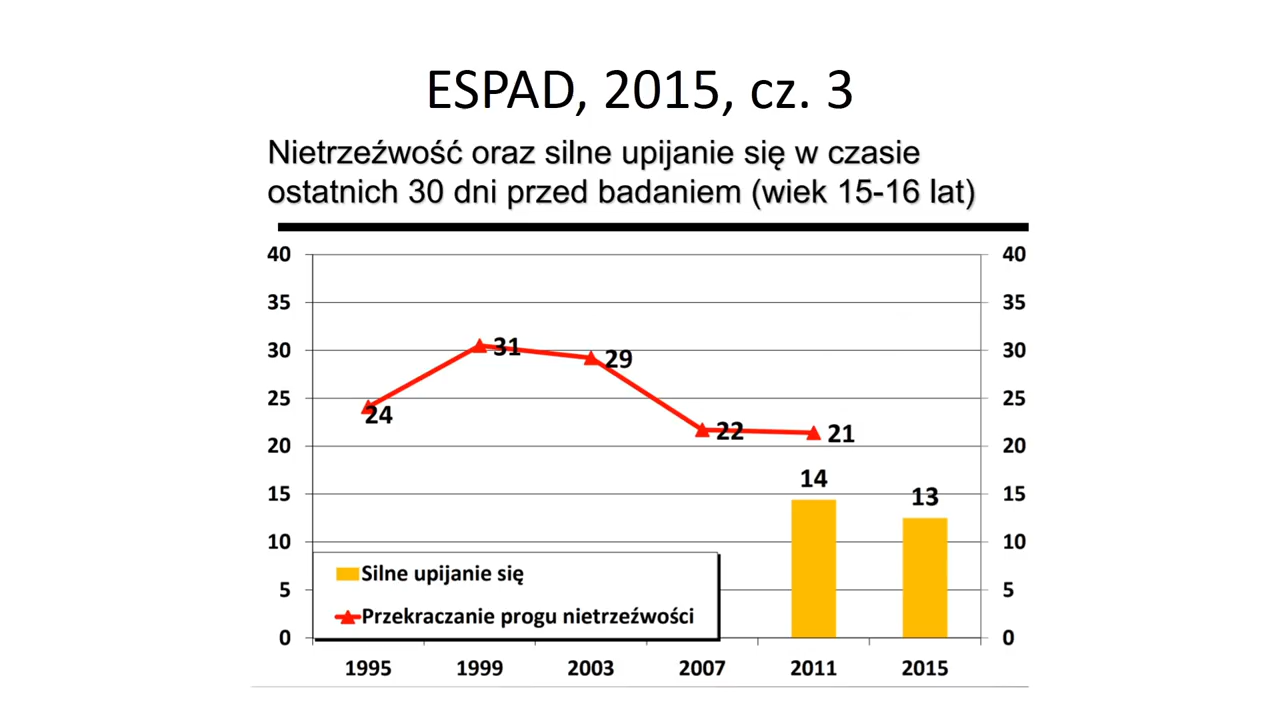 ESPAD, 2015, cz. 3
Nietrzeźwość oraz silne upijanie się w czasie
ostatnich 30 dni przed badaniem (wiek 15-16 lat)
40 40
35 35
30 31 30
29
25 25
24
22 21
20 20
14
15 13 15
10 10
Silne upijanie się
5 5
Przekraczanie progu nietrzeźwości
0 0
1995 1999 2003 2007 2011 2015